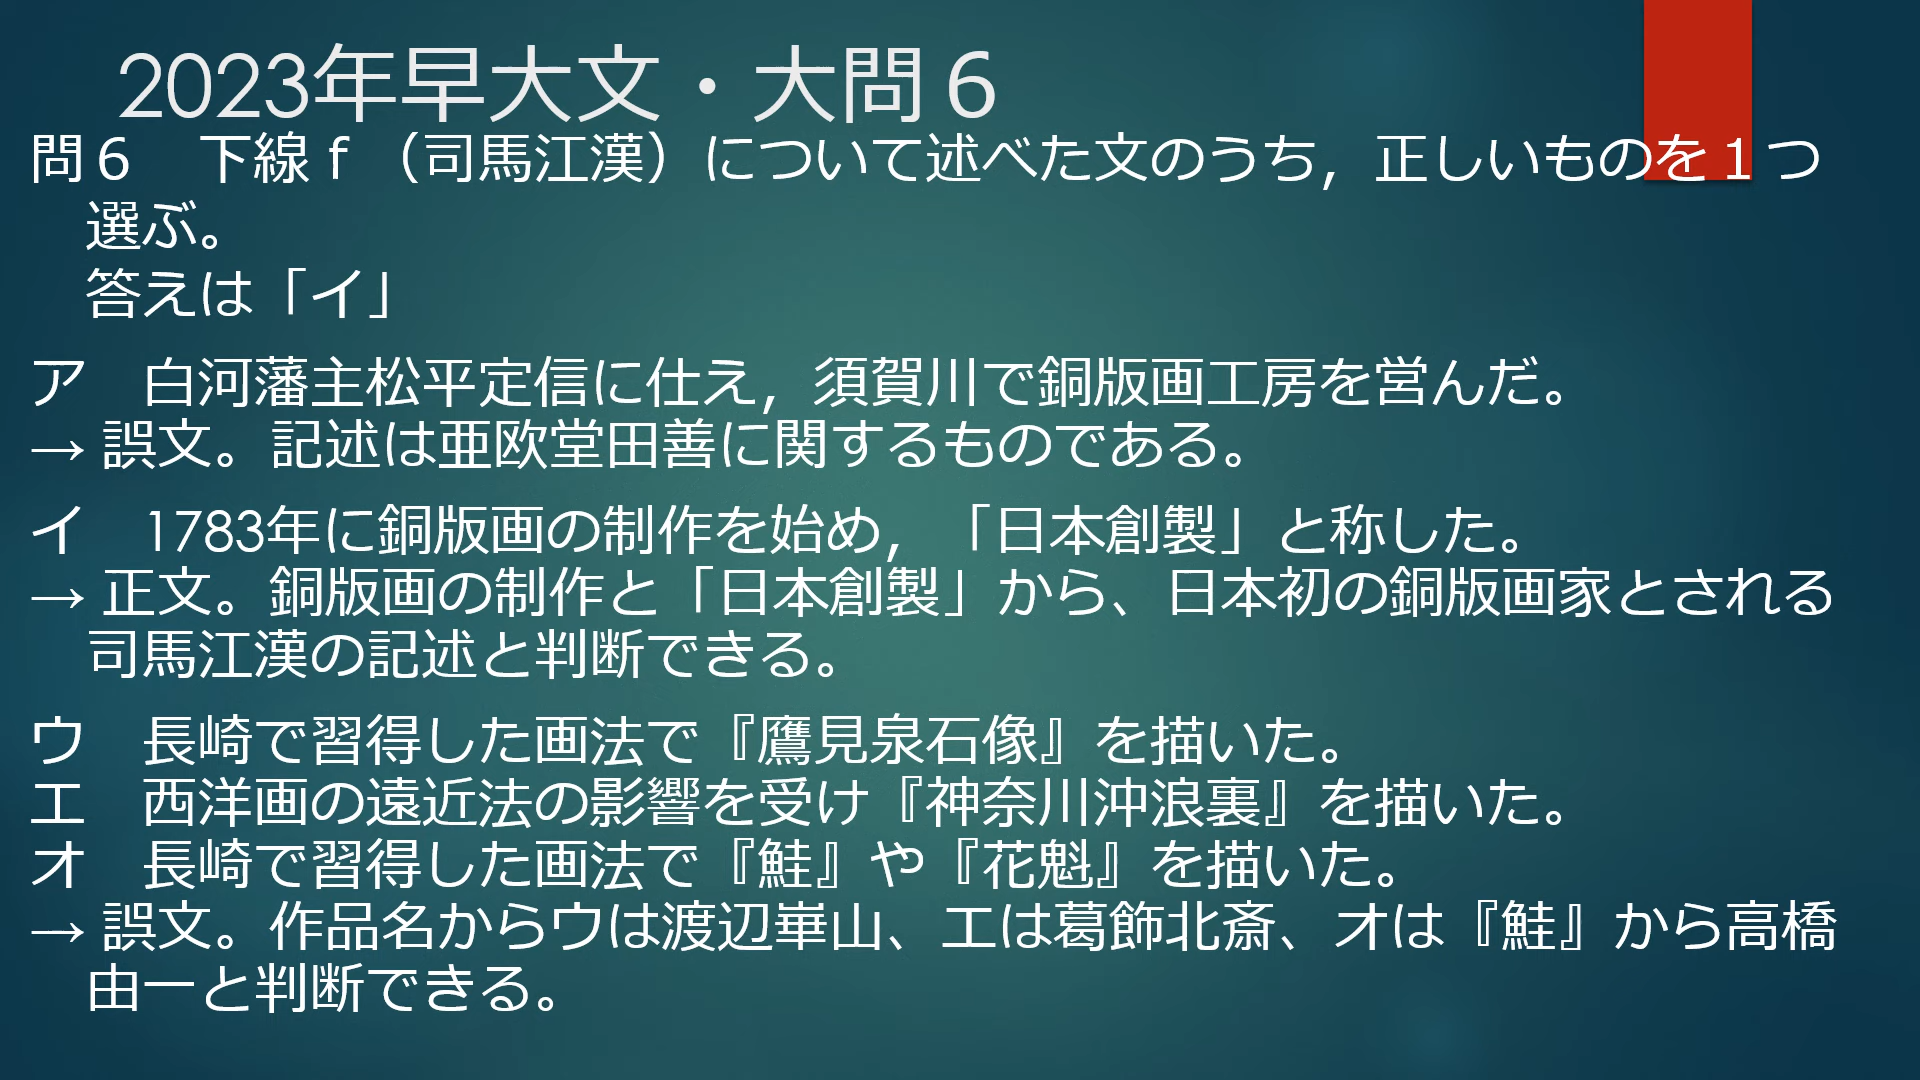 2023年早大文・大問６
問６　下線ｆ（司馬江漢）について述べた文のうち，正しいものを１つ
選ぶ。
答えは「イ」
ア　白河藩主松平定信に仕え，須賀川で銅版画工房を営んだ。
→ 誤文。記述は亜欧堂田善に関するものである。
イ　1783年に銅版画の制作を始め，「日本創製」と称した。
→ 正文。銅版画の制作と「日本創製」から、日本初の銅版画家とされる
司馬江漢の記述と判断できる。
ウ　長崎で習得した画法で『鷹見泉石像』を描いた。
エ　西洋画の遠近法の影響を受け『神奈川沖浪裏』を描いた。
オ　長崎で習得した画法で『鮭』や『花魁』を描いた。
→ 誤文。作品名からウは渡辺崋山、エは葛飾北斎、オは『鮭』から高橋
由一と判断できる。